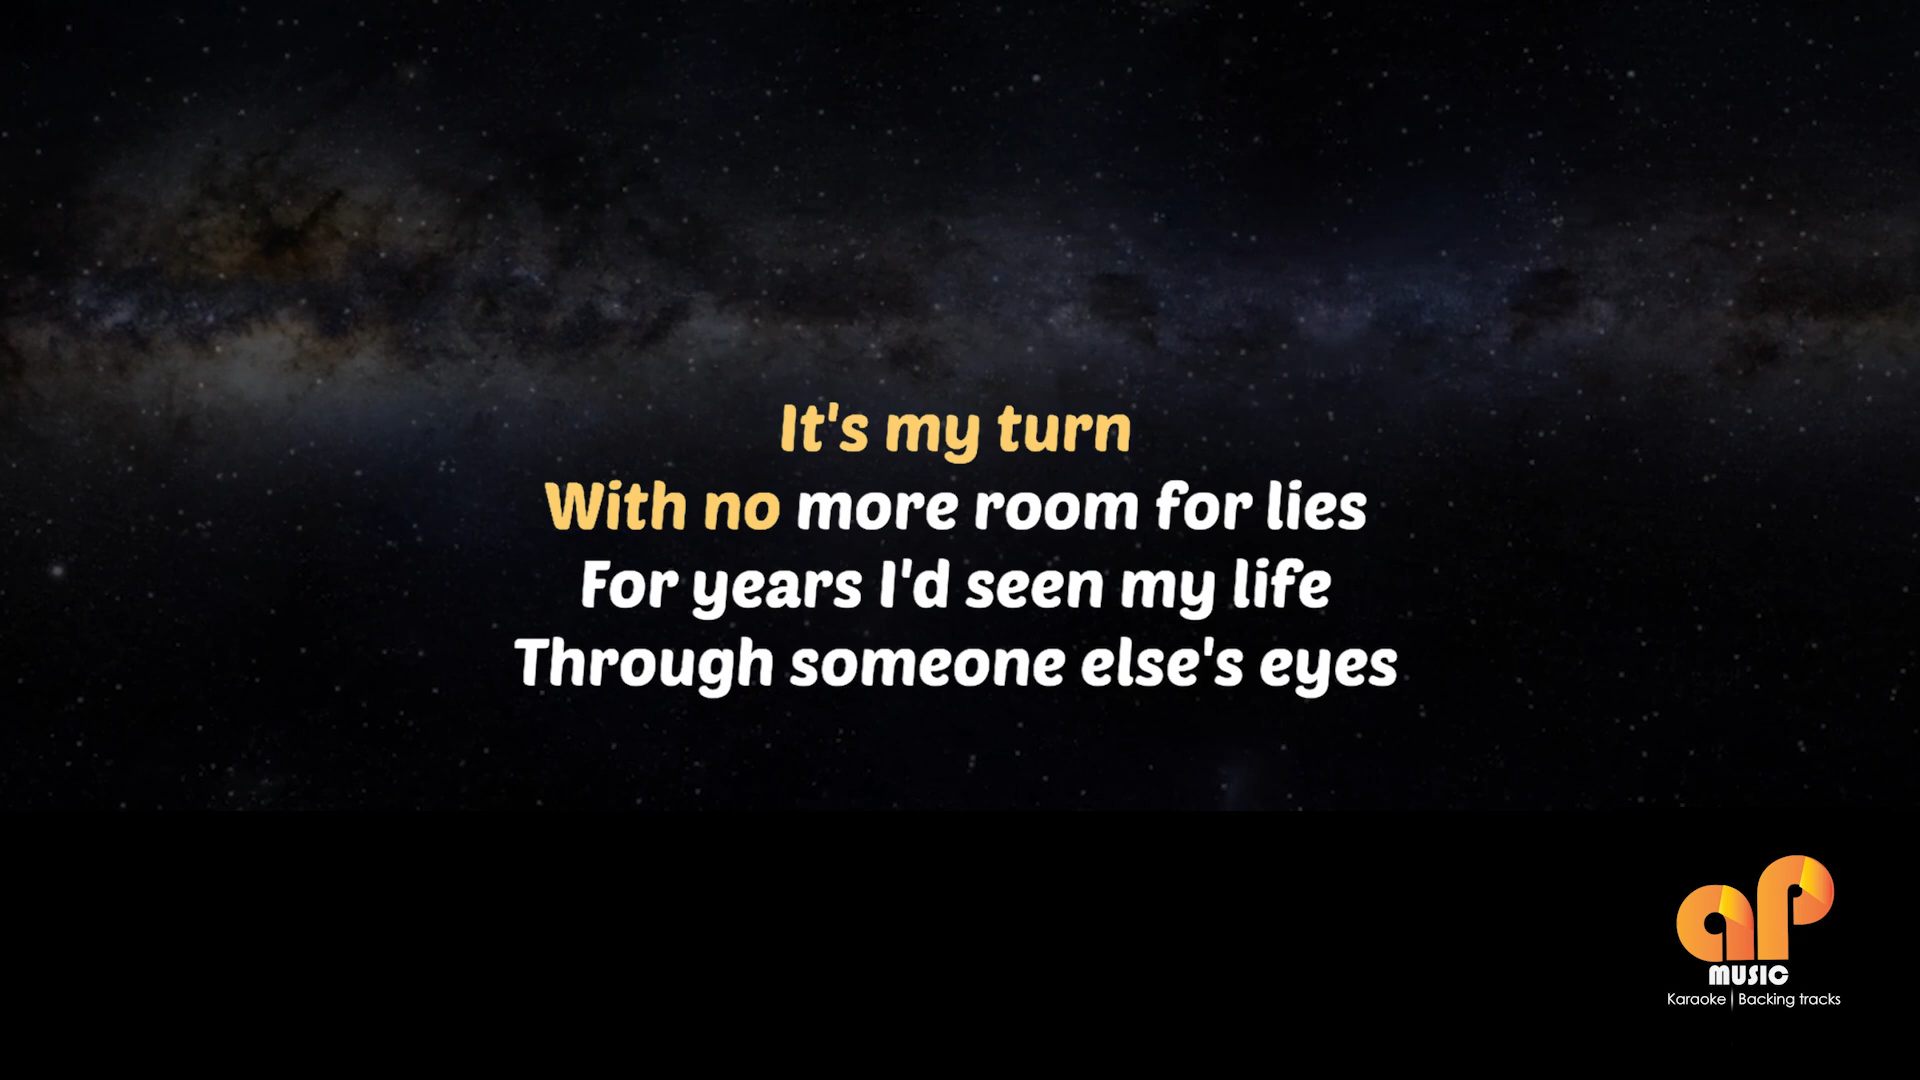 It's my turn
With no more room for lies
For years I'd seen my life
Through someone else's eyes
ap
MUSIC
Karaoke | Backing tracks